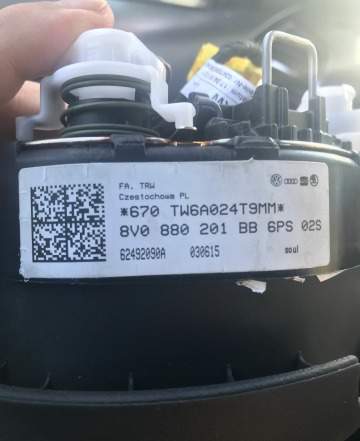 FA. TRW
Czestochowa PL
*670 TW6A024T9MM*
8V0 880 201 BB 6PS 02S
62492090A 030615 soul